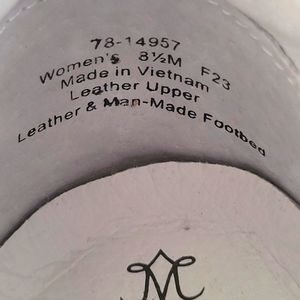 78-14957
Women's 8½M F23
Made in Vietnam
Leather Upper
Leather & Man-Made Footbed
M